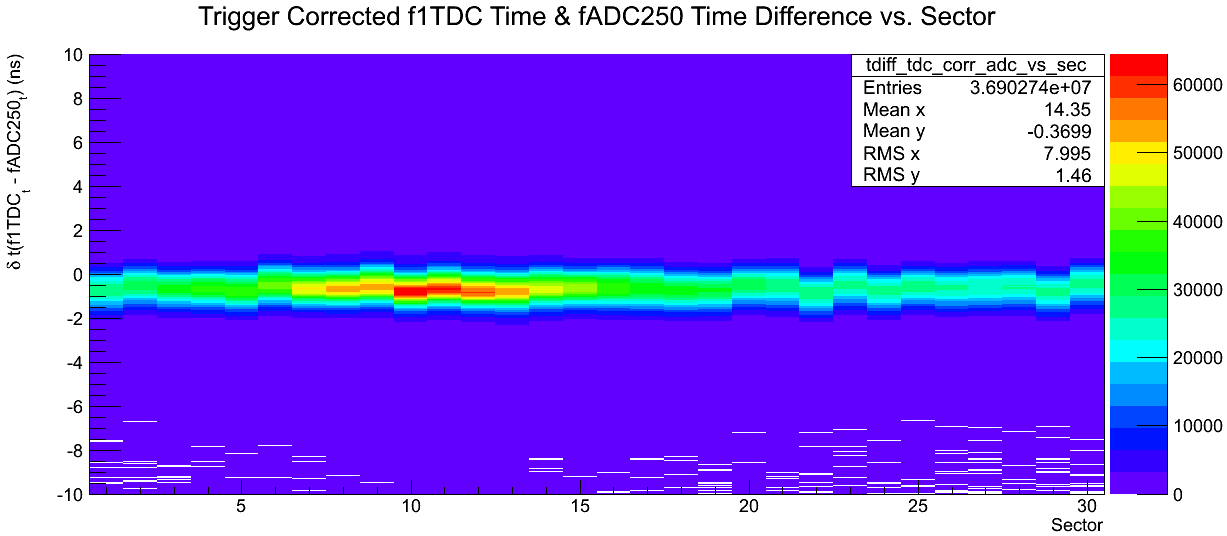 Trigger Corrected f1TDC Time & fADC250 Time Difference vs. Sector
δ t(f1TDCt - fADC250t) (ns)
10
8
6
4
2
0
-2
-4
-6
-8
-10
tdiff_tdc_corr_adc_vs_sec
Entries 3.690274e+07
Mean x 14.35
Mean y -0.3699
RMS x 7.995
RMS y 1.46
60000
50000
40000
30000
20000
10000
0
5 10 15 20 25 30
Sector